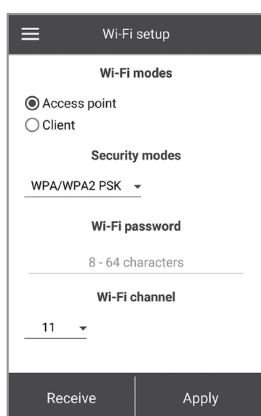 Wi-Fi setup
Wi-Fi modes
Access point
Client
Security modes
WPA/WPA2 PSK
Wi-Fi password
8 - 64 characters
Wi-Fi channel
11
Receive
Apply